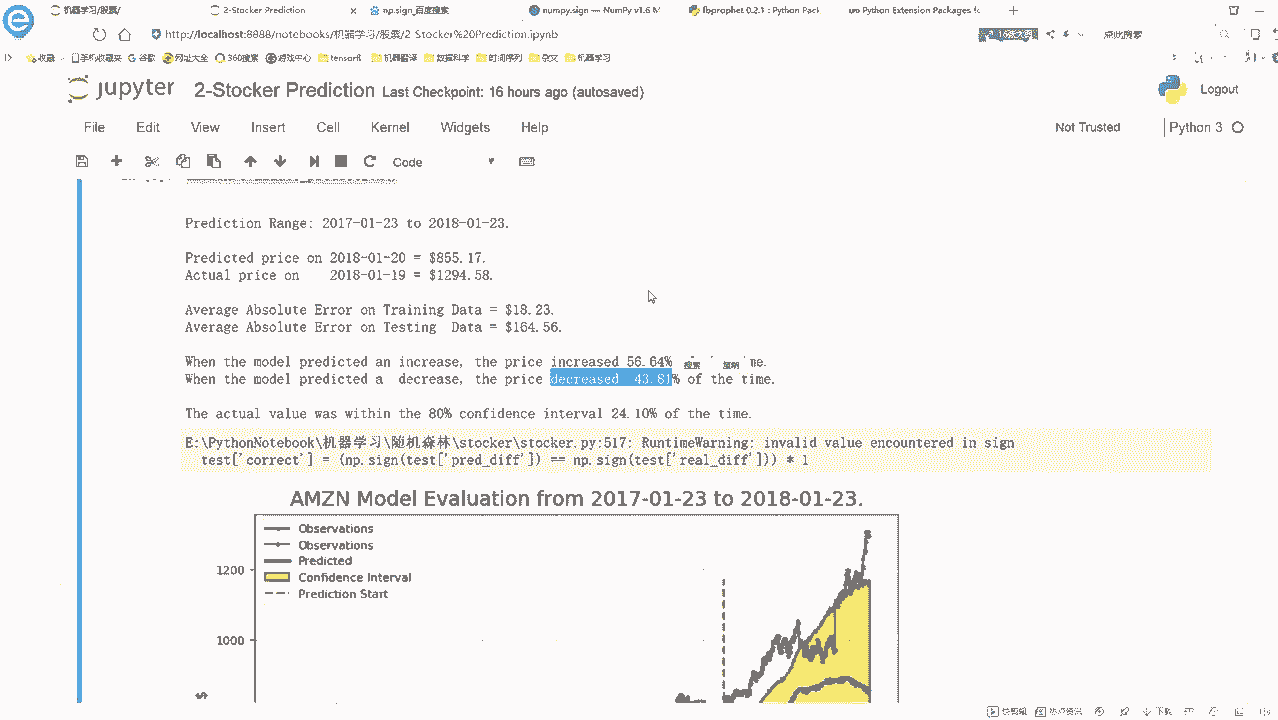 机器学习/股票/
2-Stocker Prediction
np.sign_百度搜索
numpy.sign — NumPy v1.6 M
fbprophet 0.2.1 : Python Pack
Python Extension Packages fo
http://localhost:8888/notebooks/机器学习/股票/2-Stocker%20Prediction.ipynb
点此搜索
收藏
手机收藏夹
谷歌
网址大全
360搜索
游戏中心
tensorfl
机器翻译
数据科学
时间序列
杂文
机器学习
jupyter
2-Stocker Prediction Last Checkpoint: 16 hours ago (autosaved)
Logout
File Edit View Insert Cell Kernel Widgets Help
Not Trusted
Python 3
Code
Prediction Range: 2017-01-23 to 2018-01-23.
Predicted price on 2018-01-20 = $855.17.
Actual price on 2018-01-19 = $1294.58.
Average Absolute Error on Training Data = $18.23.
Average Absolute Error on Testing Data = $164.56.
When the model predicted an increase, the price increased 56.64% me.
When the model predicted a decrease, the price decreased 43.81% of the time.
The actual value was within the 80% confidence interval 24.10% of the time.
E:\PythonNotebook\机器学习\随机森林\stocker\stocker.py:517: RuntimeWarning: invalid value encountered in sign
test['correct'] = (np.sign(test['pred_diff']) == np.sign(test['real_diff'])) * 1
AMZN Model Evaluation from 2017-01-23 to 2018-01-23.
Observations
Observations
Predicted
Confidence Interval
Prediction Start
1200
1000
$
下载